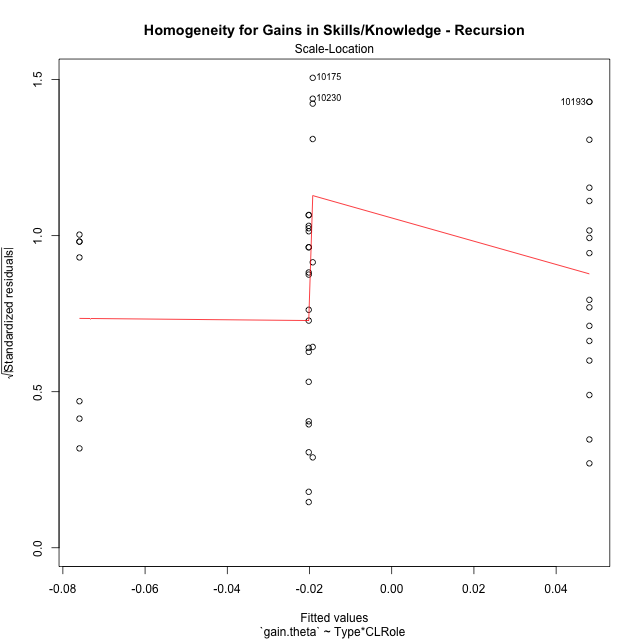 Homogeneity for Gains in Skills/Knowledge - Recursion
Scale-Location
√|Standardized residuals|
1.5
1.0
0.5
0.0
10175
10230
10193
-0.08 -0.06 -0.04 -0.02 0.00 0.02 0.04
Fitted values
`gain.theta` ~ Type*CLRole